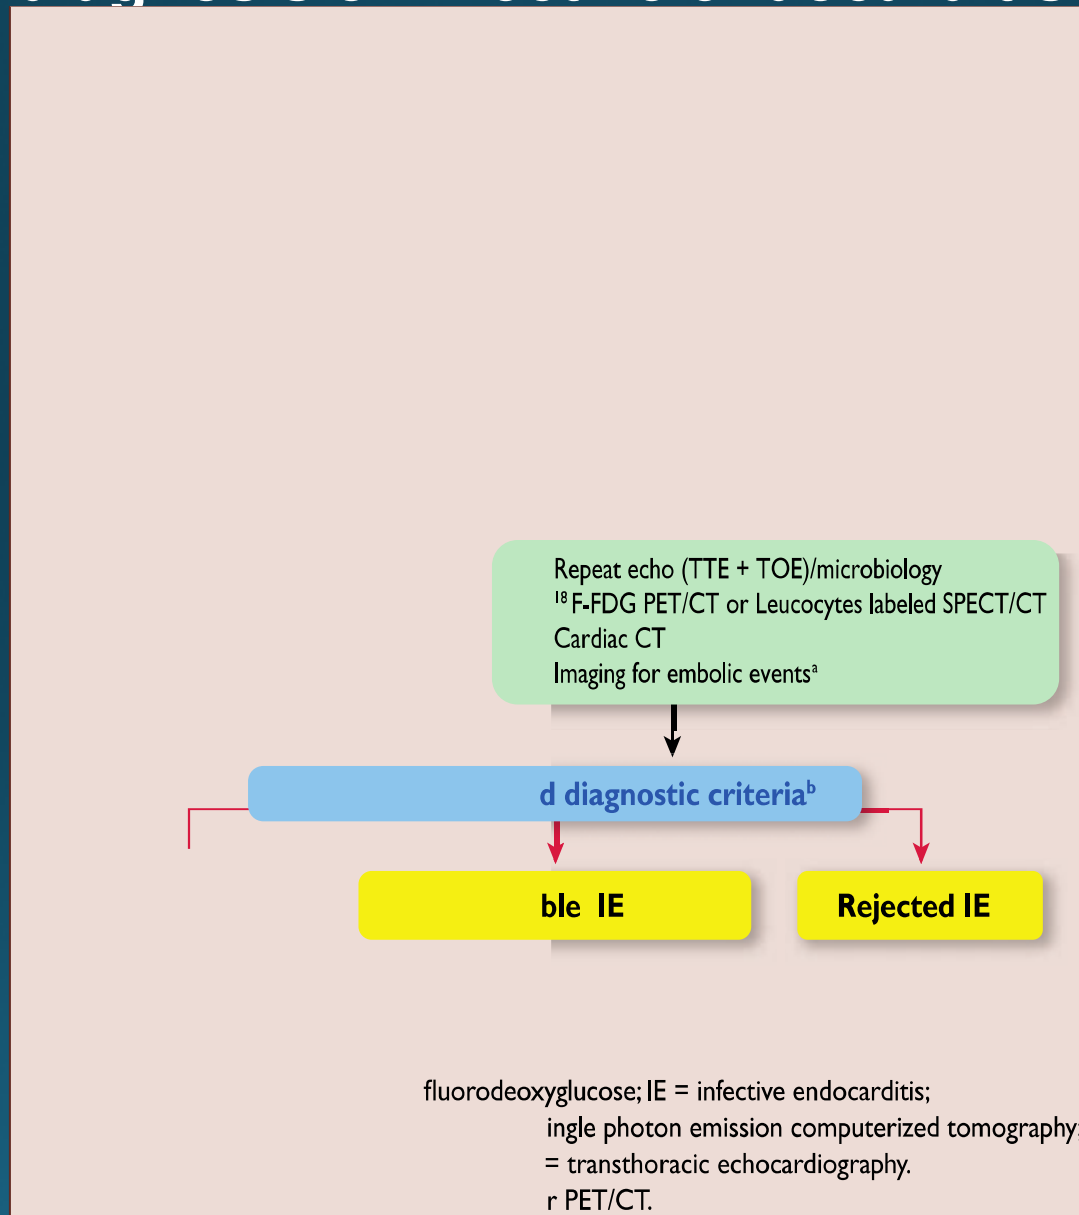 Repeat echo (TTE + TOE)/microbiology
¹⁸F-FDG PET/CT or Leucocytes labeled SPECT/CT
Cardiac CT
Imaging for embolic eventsᵃ
d diagnostic criteriaᵇ
ble IE
Rejected IE
fluorodeoxyglucose; IE = infective endocarditis;
ingle photon emission computerized tomography;
= transthoracic echocardiography.
r PET/CT.